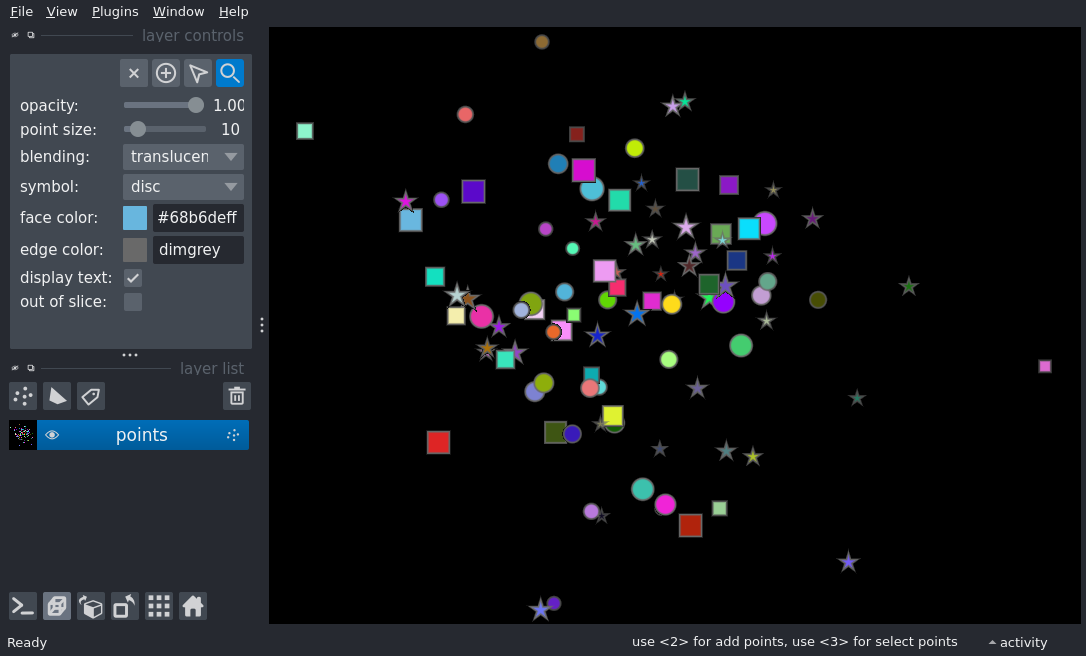 File View Plugins Window Help
layer controls
opacity: 1.00
point size: 10
blending: translucen
symbol: disc
face color: #68b6deff
edge color: dimgrey
display text:
out of slice:
layer list
points
Ready use <2> for add points, use <3> for select points activity